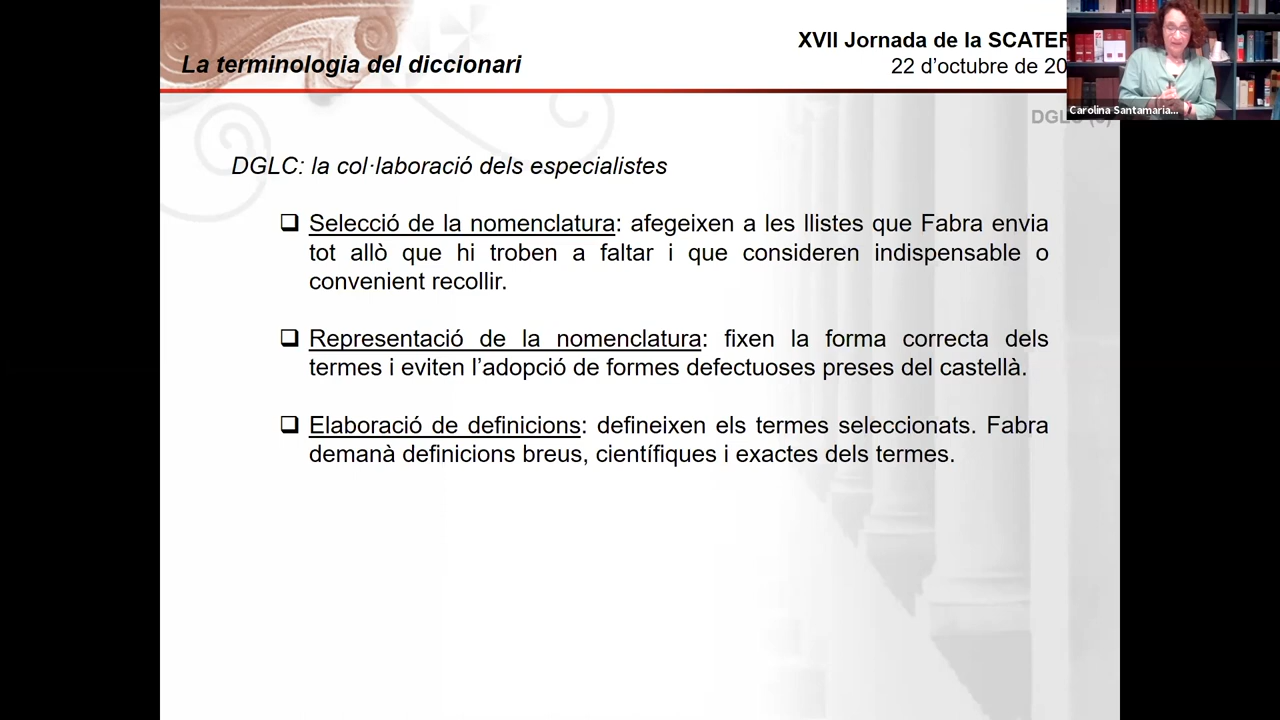 La terminologia del diccionari
XVII Jornada de la SCATER
22 d’octubre de 20
Carolina Santamaria...
DGLC: la col·laboració dels especialistes
Selecció de la nomenclatura: afegeixen a les llistes que Fabra envia
tot allò que hi troben a faltar i que consideren indispensable o
convenient recollir.
Representació de la nomenclatura: fixen la forma correcta dels
termes i eviten l’adopció de formes defectuoses preses del castellà.
Elaboració de definicions: defineixen els termes seleccionats. Fabra
demanà definicions breus, científiques i exactes dels termes.